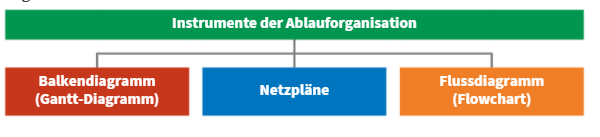 Instrumente der Ablauforganisation
Balkendiagramm
(Gantt-Diagramm)
Netzpläne
Flussdiagramm
(Flowchart)